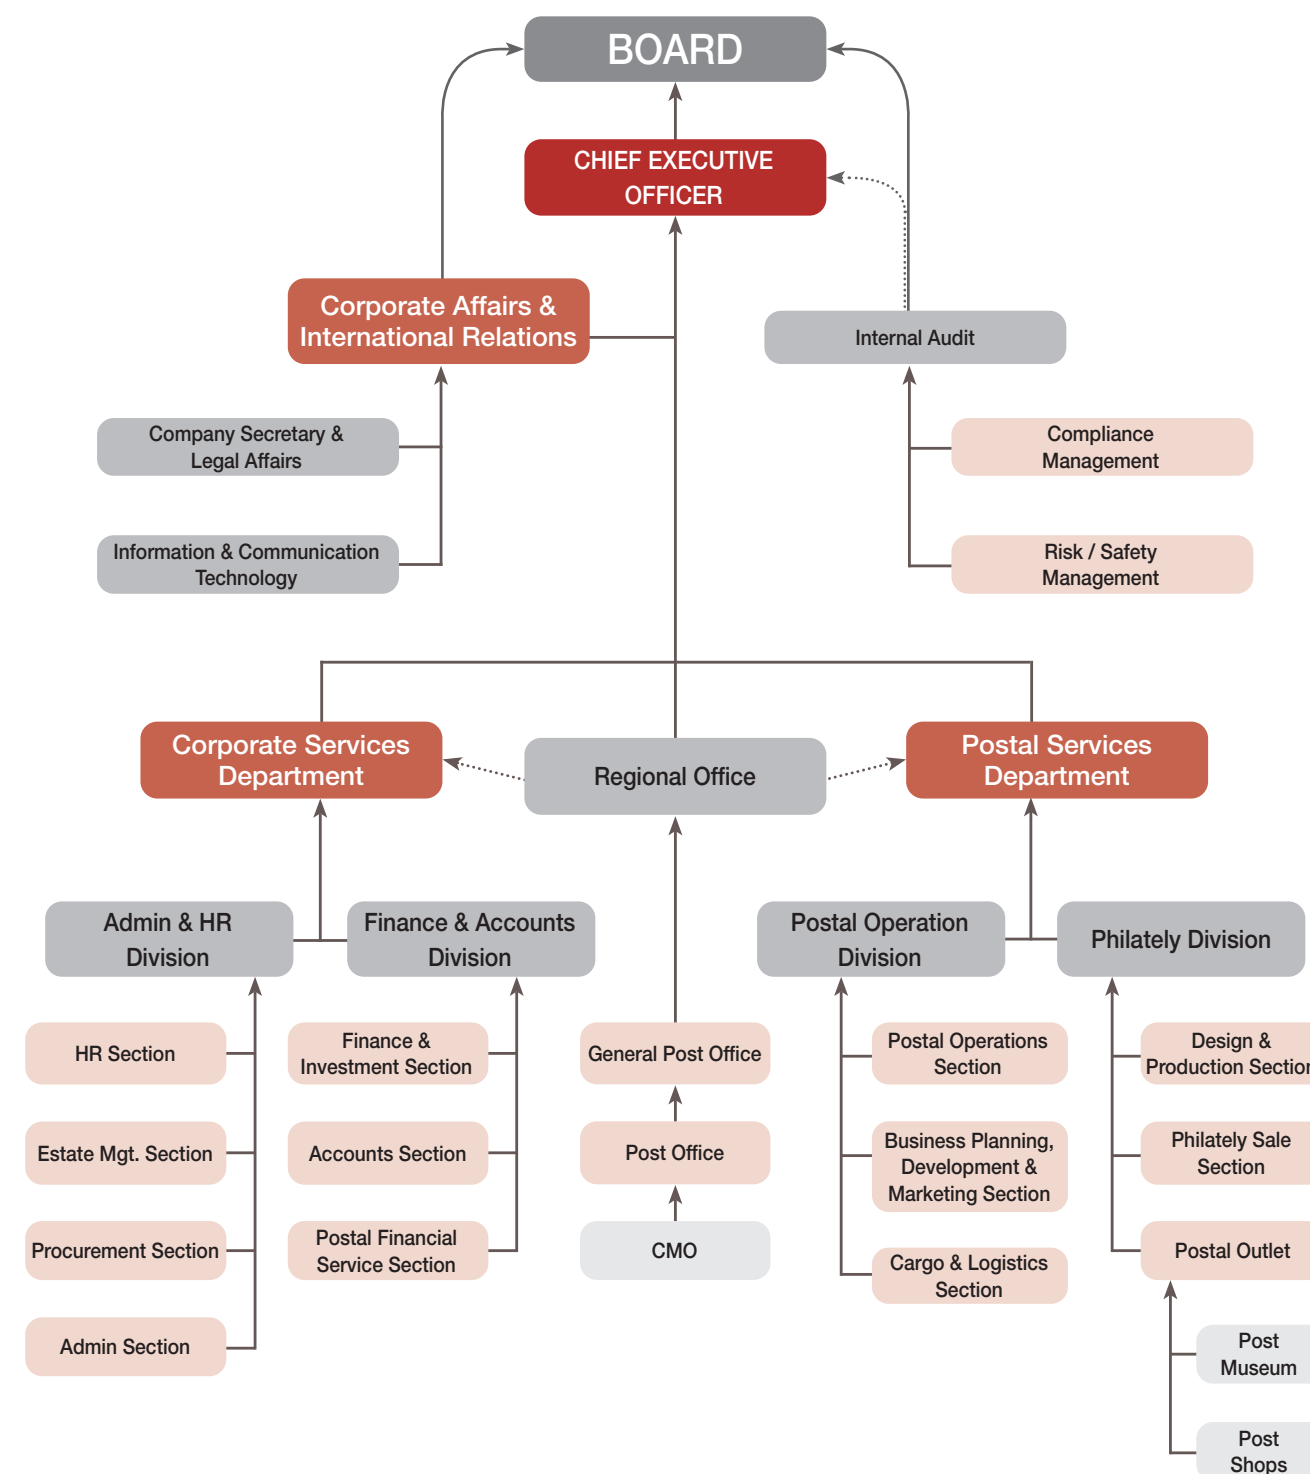 BOARD
CHIEF EXECUTIVE
OFFICER
Corporate Affairs &
International Relations
Internal Audit
Company Secretary &
Legal Affairs
Compliance
Management
Information & Communication
Technology
Risk / Safety
Management
Corporate Services
Department
Regional Office
Postal Services
Department
Admin & HR
Division
Finance & Accounts
Division
Postal Operation
Division
Philately Division
HR Section
Finance &
Investment Section
General Post Office
Postal Operations
Section
Design &
Production Section
Estate Mgt. Section
Accounts Section
Post Office
Business Planning,
Development &
Marketing Section
Philately Sale
Section
Procurement Section
Postal Financial
Service Section
CMO
Cargo & Logistics
Section
Postal Outlet
Admin Section
Post
Museum
Post
Shops